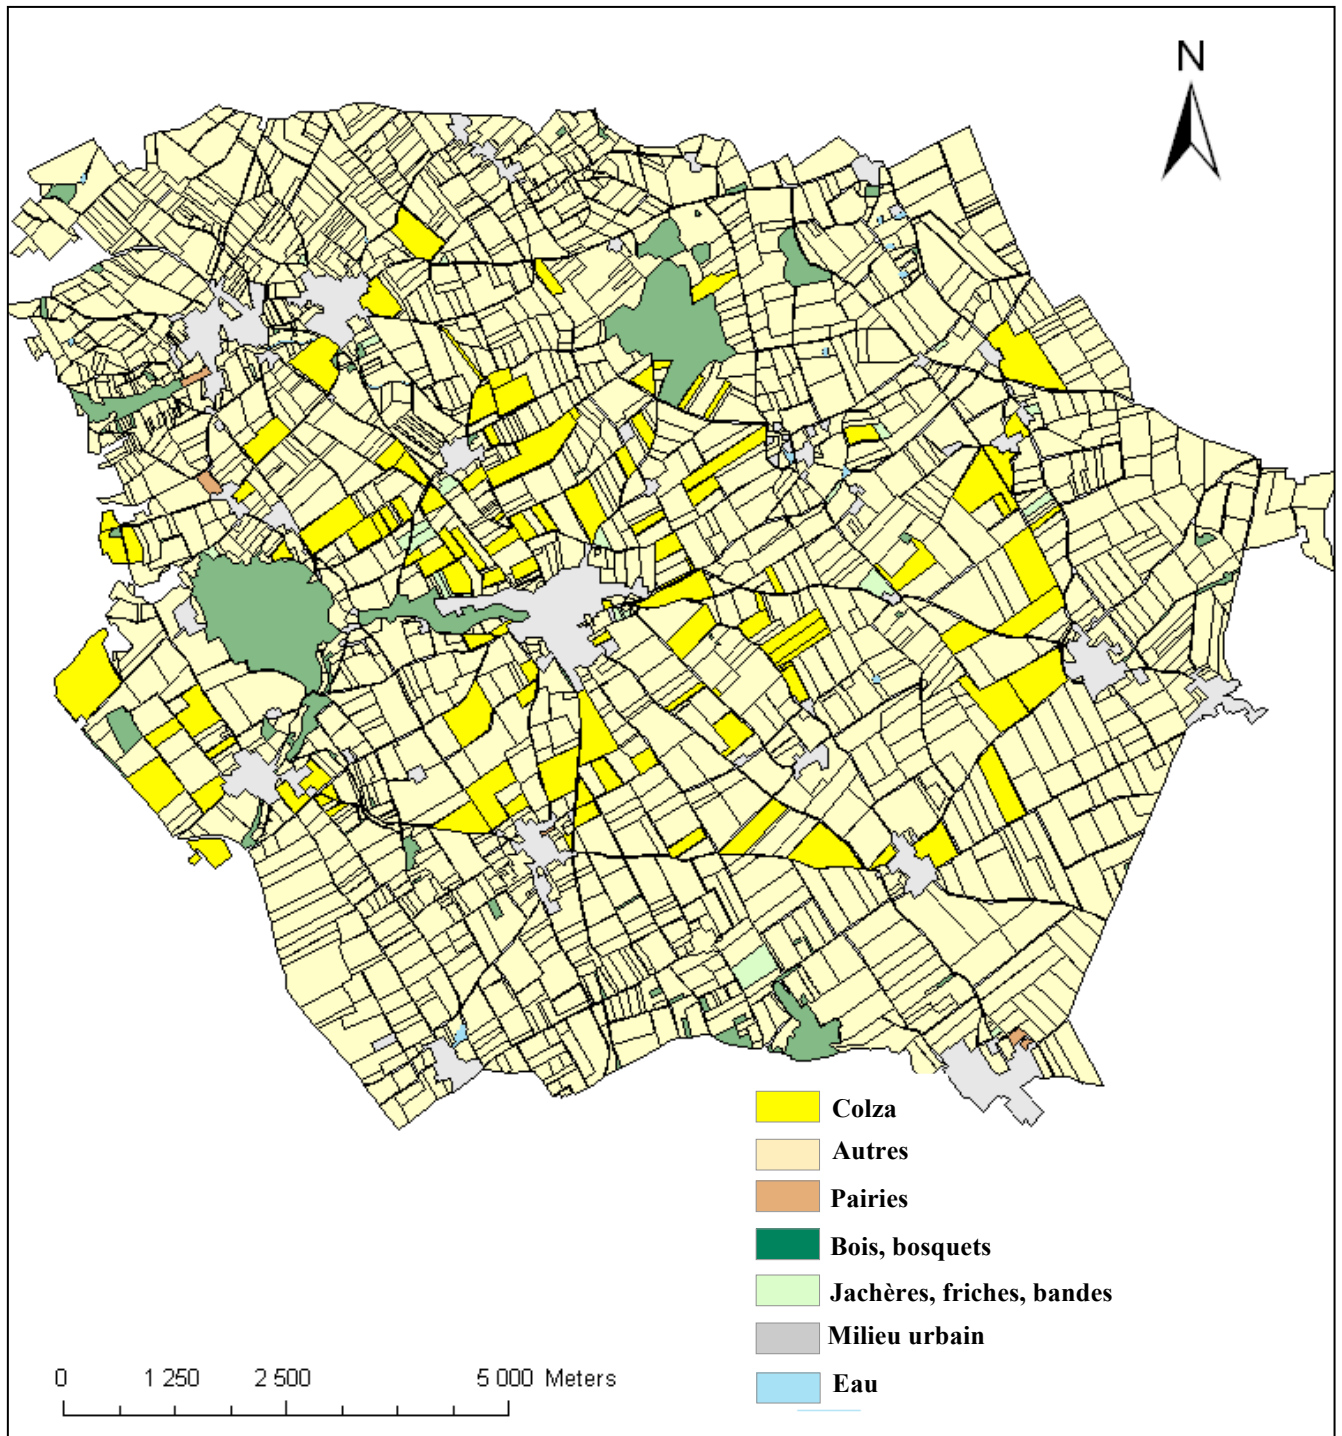 N
Colza
Autres
Pairies
Bois, bosquets
Jachères, friches, bandes
Milieu urbain
Eau
0 1 250 2 500 5 000 Meters